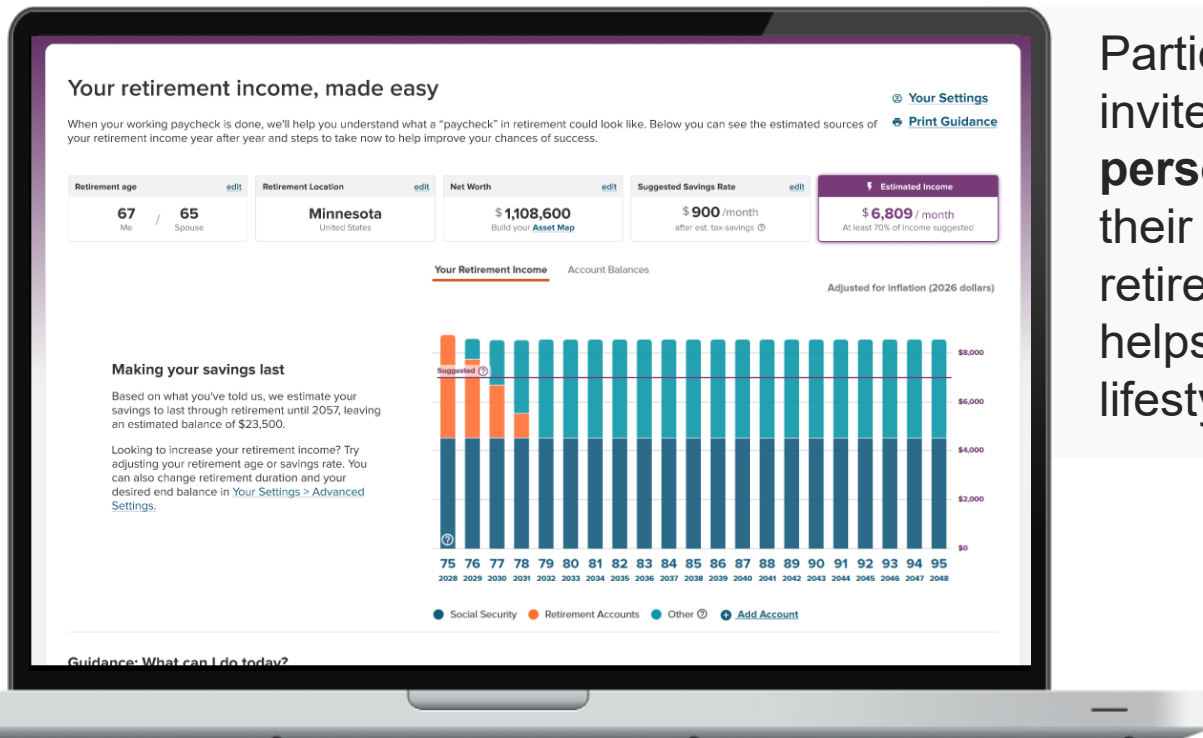 Your retirement income, made easy
Your Settings
When your working paycheck is done, we'll help you understand what a “paycheck” in retirement could look like. Below you can see the estimated sources of
Print Guidance
your retirement income year after year and steps to take now to help improve your chances of success.
Retirement age edit
67 / 65
Me Spouse
Retirement Location edit
Minnesota
United States
Net Worth edit
$ 1,108,600
Build your Asset Map
Suggested Savings Rate edit
$ 900 /month
after est. tax-savings ?
Estimated Income
$ 6,809 / month
At least 70% of income suggested
Your Retirement Income Account Balances
Adjusted for inflation (2026 dollars)
Making your savings last
Based on what you've told us, we estimate your
savings to last through retirement until 2057, leaving
an estimated balance of $23,500.
Looking to increase your retirement income? Try
adjusting your retirement age or savings rate. You
can also change retirement duration and your
desired end balance in Your Settings > Advanced
Settings.
Suggested ?
$8,000
$6,000
$4,000
$2,000
$0
?
75 76 77 78 79 80 81 82 83 84 85 86 87 88 89 90 91 92 93 94 95
2028 2029 2030 2031 2032 2033 2034 2035 2036 2037 2038 2039 2040 2041 2042 2043 2044 2045 2046 2047 2048
Social Security Retirement Accounts Other ? Add Account
Guidance: What can I do today?
their
retire
helps
lifesty